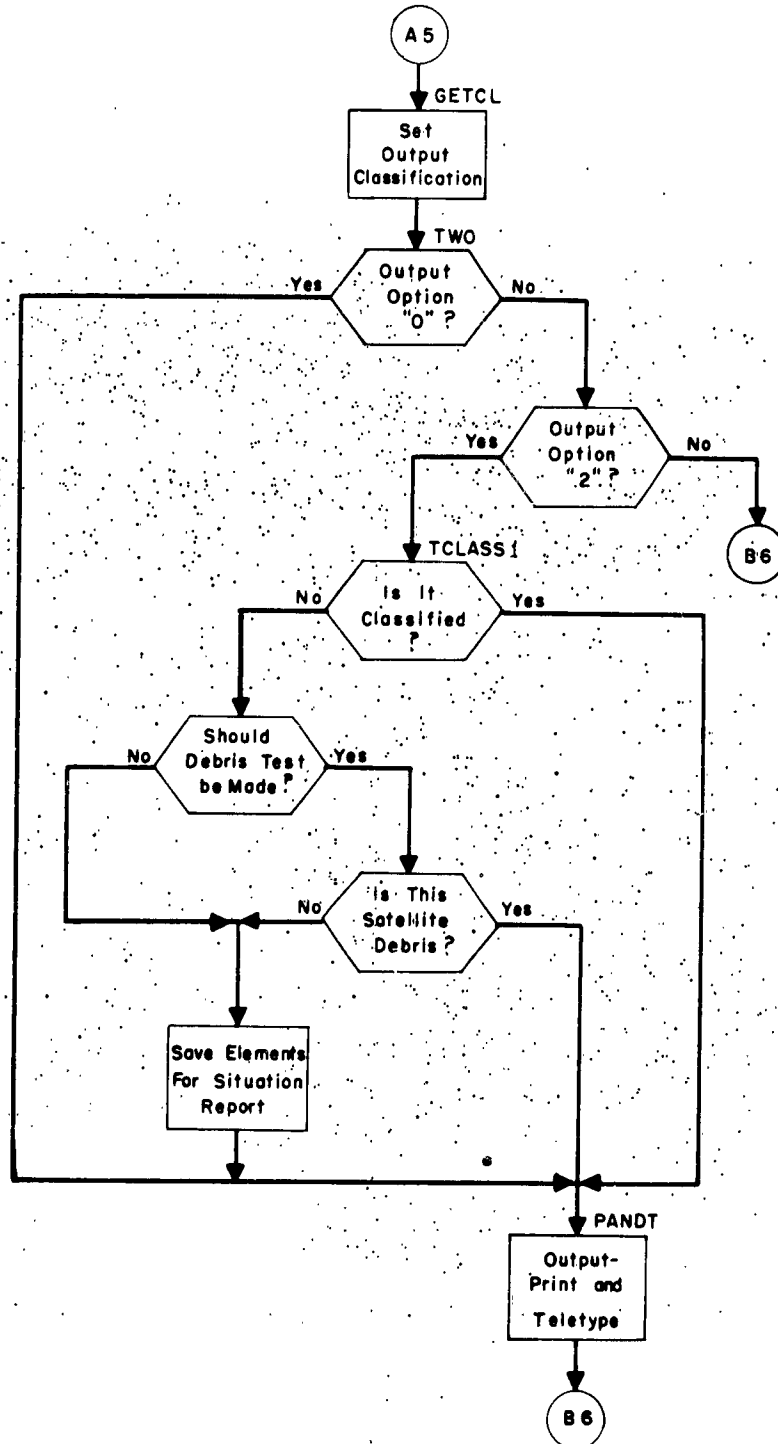 A5
GETCL
Set
Output
Classification
TWO
Yes
Output
Option
"0" ?
No
Yes
Output
Option
"2" ?
No
B6
TCLASS1
No
Is It
Classified
?
Yes
No
Should
Debris Test
be Made?
Yes
No
Is This
Satellite
Debris?
Yes
Save Elements
For Situation
Report
PANDT
Output-
Print and
Teletype
B6